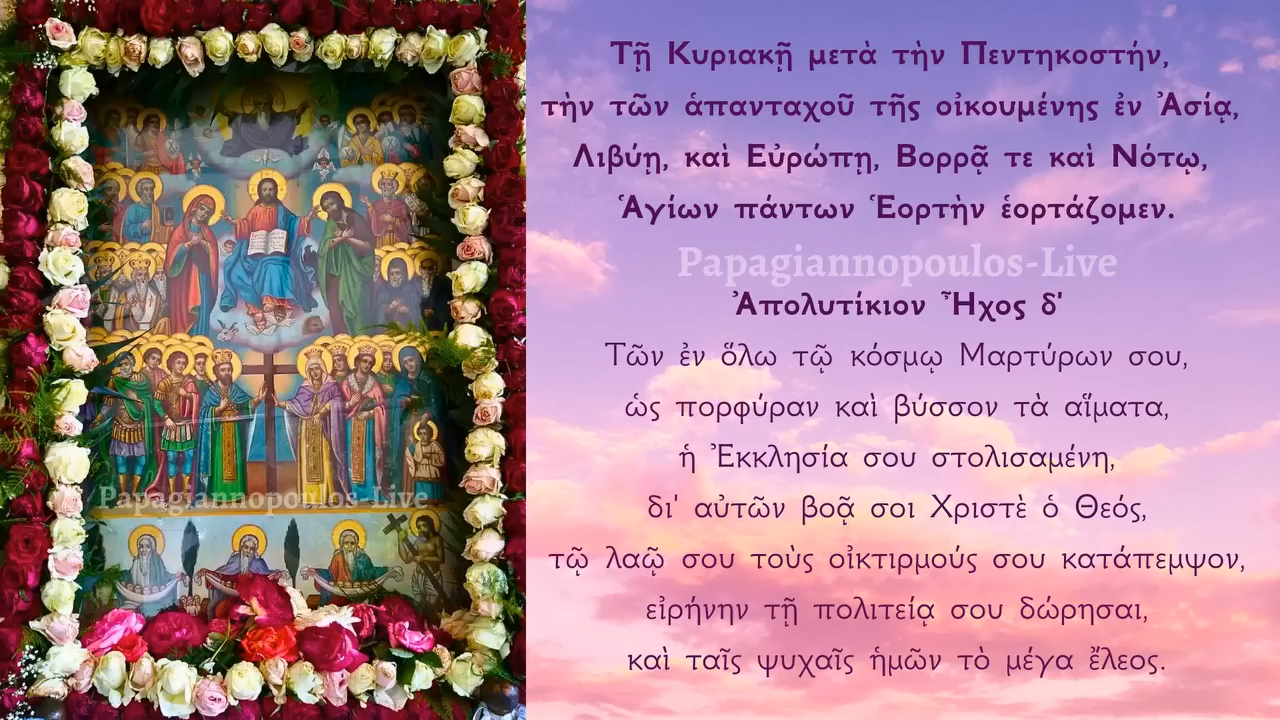 Τῇ Κυριακῇ μετὰ τὴν Πεντηκοστήν,
τὴν τῶν ἁπανταχοῦ τῆς οἰκουμένης ἐν Ἀσίᾳ,
Λιβύῃ, καὶ Εὐρώπῃ, Βορρᾷ τε καὶ Νότῳ,
Ἁγίων πάντων Ἑορτὴν ἑορτάζομεν.
Papagiannopoulos-Live
Ἀπολυτίκιον Ἦχος δ'
Τῶν ἐν ὅλω τῷ κόσμῳ Μαρτύρων σου,
ὡς πορφύραν καὶ βύσσον τὰ αἵματα,
ἡ Ἐκκλησία σου στολισαμένη,
δι' αὐτῶν βοᾷ σοι Χριστὲ ὁ Θεός,
τῷ λαῷ σου τοὺς οἰκτιρμούς σου κατάπεμψον,
εἰρήνην τῇ πολιτείᾳ σου δώρησαι,
καὶ ταῖς ψυχαῖς ἡμῶν τὸ μέγα ἔλεος.
Papagiannopoulos-Live